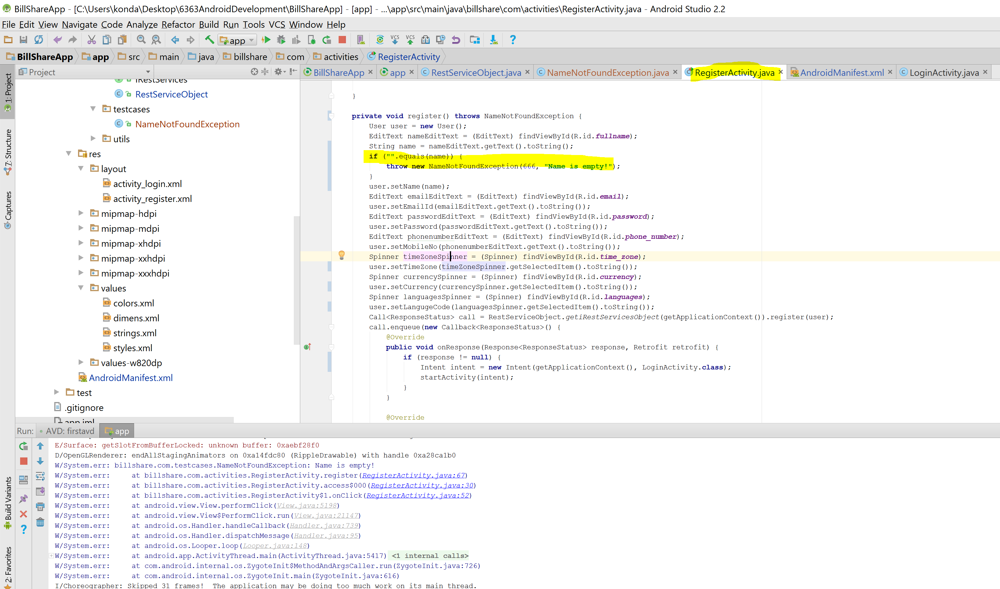 BillShareApp - [C:\Users\konda\Desktop\6363AndroidDevelopment\BillShareApp] - [app] - ...\app\src\main\java\billshare\com\activities\RegisterActivity.java - Android Studio 2.2
File Edit View Navigate Code Analyze Refactor Build Run Tools VCS Window Help
app
VCS VCS
BillShareApp app src main java billshare com activities RegisterActivity
Project
BillShareApp app RestServiceObject.java NameNotFoundException.java RegisterActivity.java AndroidManifest.xml LoginActivity.java
1: Project
7: Structure
Captures
Build Variants
2: Favorites
IRestServices
RestServiceObject
testcases
NameNotFoundException
utils
res
layout
activity_login.xml
activity_register.xml
mipmap-hdpi
mipmap-mdpi
mipmap-xhdpi
mipmap-xxhdpi
mipmap-xxxhdpi
values
colors.xml
dimens.xml
strings.xml
styles.xml
values-w820dp
AndroidManifest.xml
test
.gitignore
app.iml
}
private void register() throws NameNotFoundException {
User user = new User();
EditText nameEditText = (EditText) findViewById(R.id.fullname);
String name = nameEditText.getText().toString();
if ("".equals(name)) {
throw new NameNotFoundException(666, "Name is empty!");
}
user.setName(name);
EditText emailEditText = (EditText) findViewById(R.id.email);
user.setEmailId(emailEditText.getText().toString());
EditText passwordEditText = (EditText) findViewById(R.id.password);
user.setPassword(passwordEditText.getText().toString());
EditText phonenumberEditText = (EditText) findViewById(R.id.phone_number);
user.setMobileNo(phonenumberEditText.getText().toString());
Spinner timeZoneSpinner = (Spinner) findViewById(R.id.time_zone);
user.setTimeZone(timeZoneSpinner.getSelectedItem().toString());
Spinner currencySpinner = (Spinner) findViewById(R.id.currency);
user.setCurrency(currencySpinner.getSelectedItem().toString());
Spinner languagesSpinner = (Spinner) findViewById(R.id.languages);
user.setLangugeCode(languagesSpinner.getSelectedItem().toString());
Call<ResponseStatus> call = RestServiceObject.getiRestServicesObject(getApplicationContext()).register(user);
call.enqueue(new Callback<ResponseStatus>() {
@Override
public void onResponse(Response<ResponseStatus> response, Retrofit retrofit) {
if (response != null) {
Intent intent = new Intent(getApplicationContext(), LoginActivity.class);
startActivity(intent);
}
}
@Override
Run: AVD: firstavd app
E/Surface: getSlotFromBufferLocked: unknown buffer: 0xaebf28f0
D/OpenGLRenderer: endAllStagingAnimators on 0xa14fdc80 (RippleDrawable) with handle 0xa28ca1b0
W/System.err: billshare.com.testcases.NameNotFoundException: Name is empty!
W/System.err: at billshare.com.activities.RegisterActivity.register(RegisterActivity.java:67)
W/System.err: at billshare.com.activities.RegisterActivity.access$000(RegisterActivity.java:30)
W/System.err: at billshare.com.activities.RegisterActivity$1.onClick(RegisterActivity.java:52)
W/System.err: at android.view.View.performClick(View.java:5198)
W/System.err: at android.view.View$PerformClick.run(View.java:21147)
W/System.err: at android.os.Handler.handleCallback(Handler.java:739)
W/System.err: at android.os.Handler.dispatchMessage(Handler.java:95)
W/System.err: at android.os.Looper.loop(Looper.java:148)
W/System.err: at android.app.ActivityThread.main(ActivityThread.java:5417) <1 internal calls>
W/System.err: at com.android.internal.os.ZygoteInit$MethodAndArgsCaller.run(ZygoteInit.java:726)
W/System.err: at com.android.internal.os.ZygoteInit.main(ZygoteInit.java:616)
I/Choreographer: Skipped 31 frames! The application may be doing too much work on its main thread.